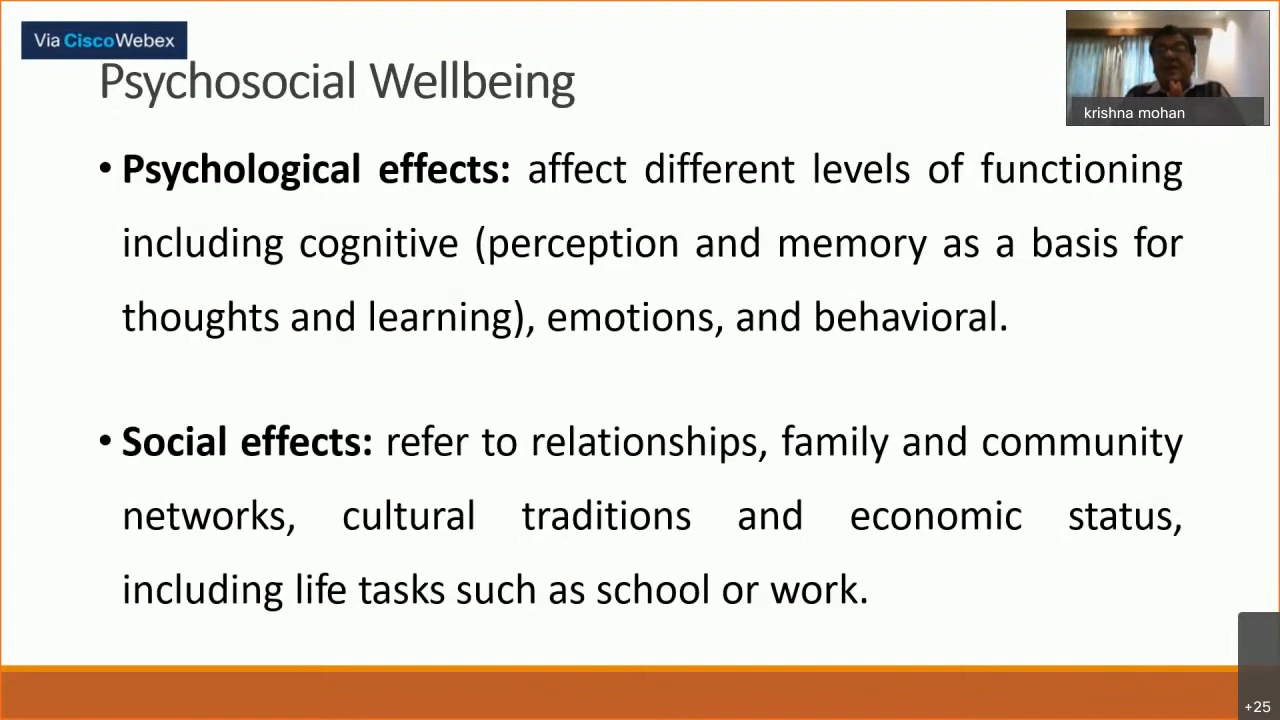 Via CiscoWebex
Psychosocial Wellbeing
krishna mohan
• Psychological effects: affect different levels of functioning
including cognitive (perception and memory as a basis for
thoughts and learning), emotions, and behavioral.
• Social effects: refer to relationships, family and community
networks, cultural traditions and economic status,
including life tasks such as school or work.
+25